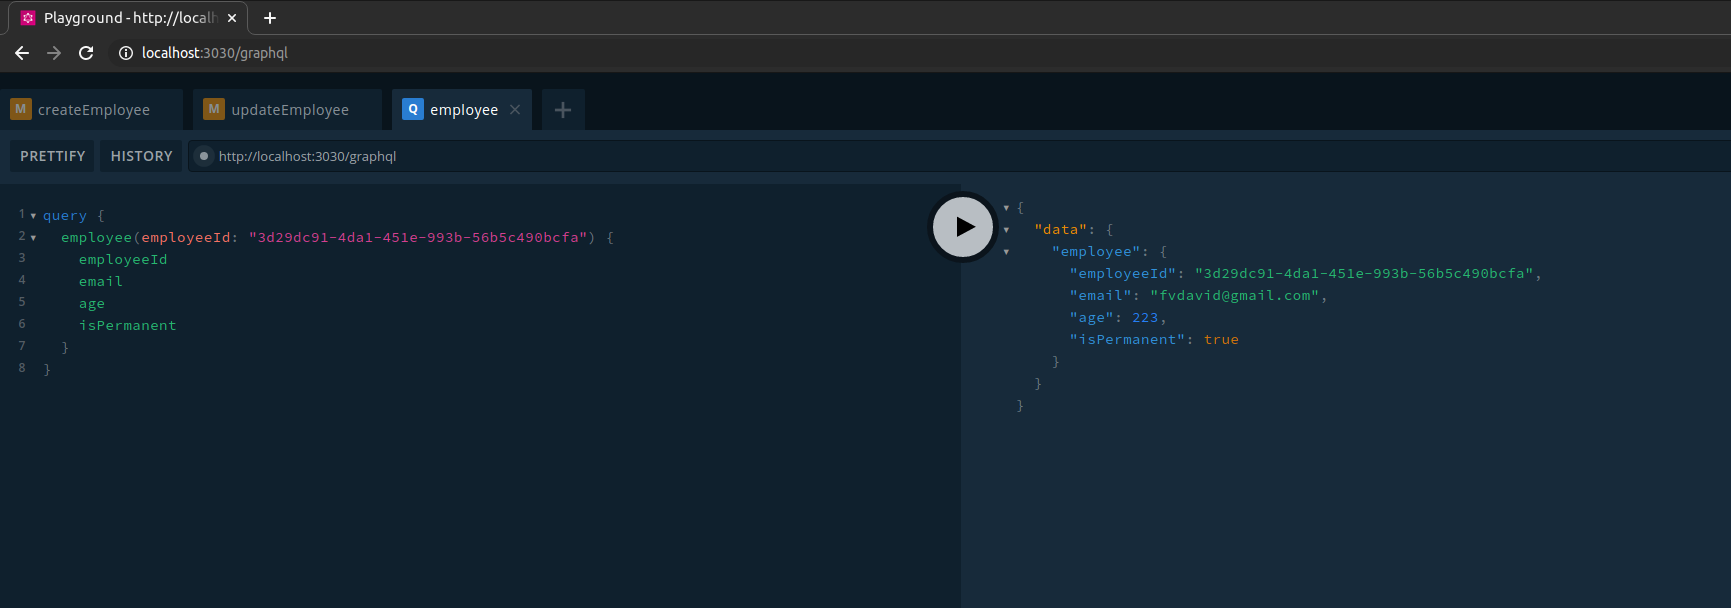 Playground - http://localh
localhost:3030/graphql
M createEmployee
M updateEmployee
Q employee
PRETTIFY
HISTORY
http://localhost:3030/graphql
1 query {
2 employee(employeeId: "3d29dc91-4da1-451e-993b-56b5c490bcfa") {
3 employeeId
4 email
5 age
6 isPermanent
7 }
8 }
{
"data": {
"employee": {
"employeeId": "3d29dc91-4da1-451e-993b-56b5c490bcfa",
"email": "fvdavid@gmail.com",
"age": 223,
"isPermanent": true
}
}
}